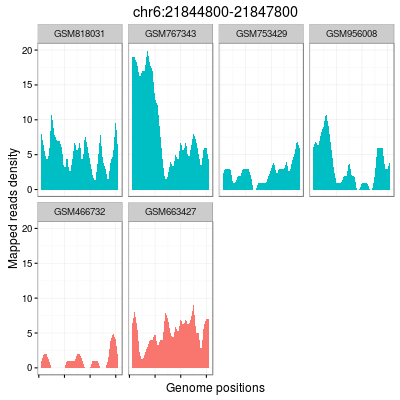 chr6:21844800-21847800
GSM818031 GSM767343 GSM753429 GSM956008
20
15
10
5
0
GSM466732 GSM663427
20
15
10
5
0
Mapped reads density
Genome positions